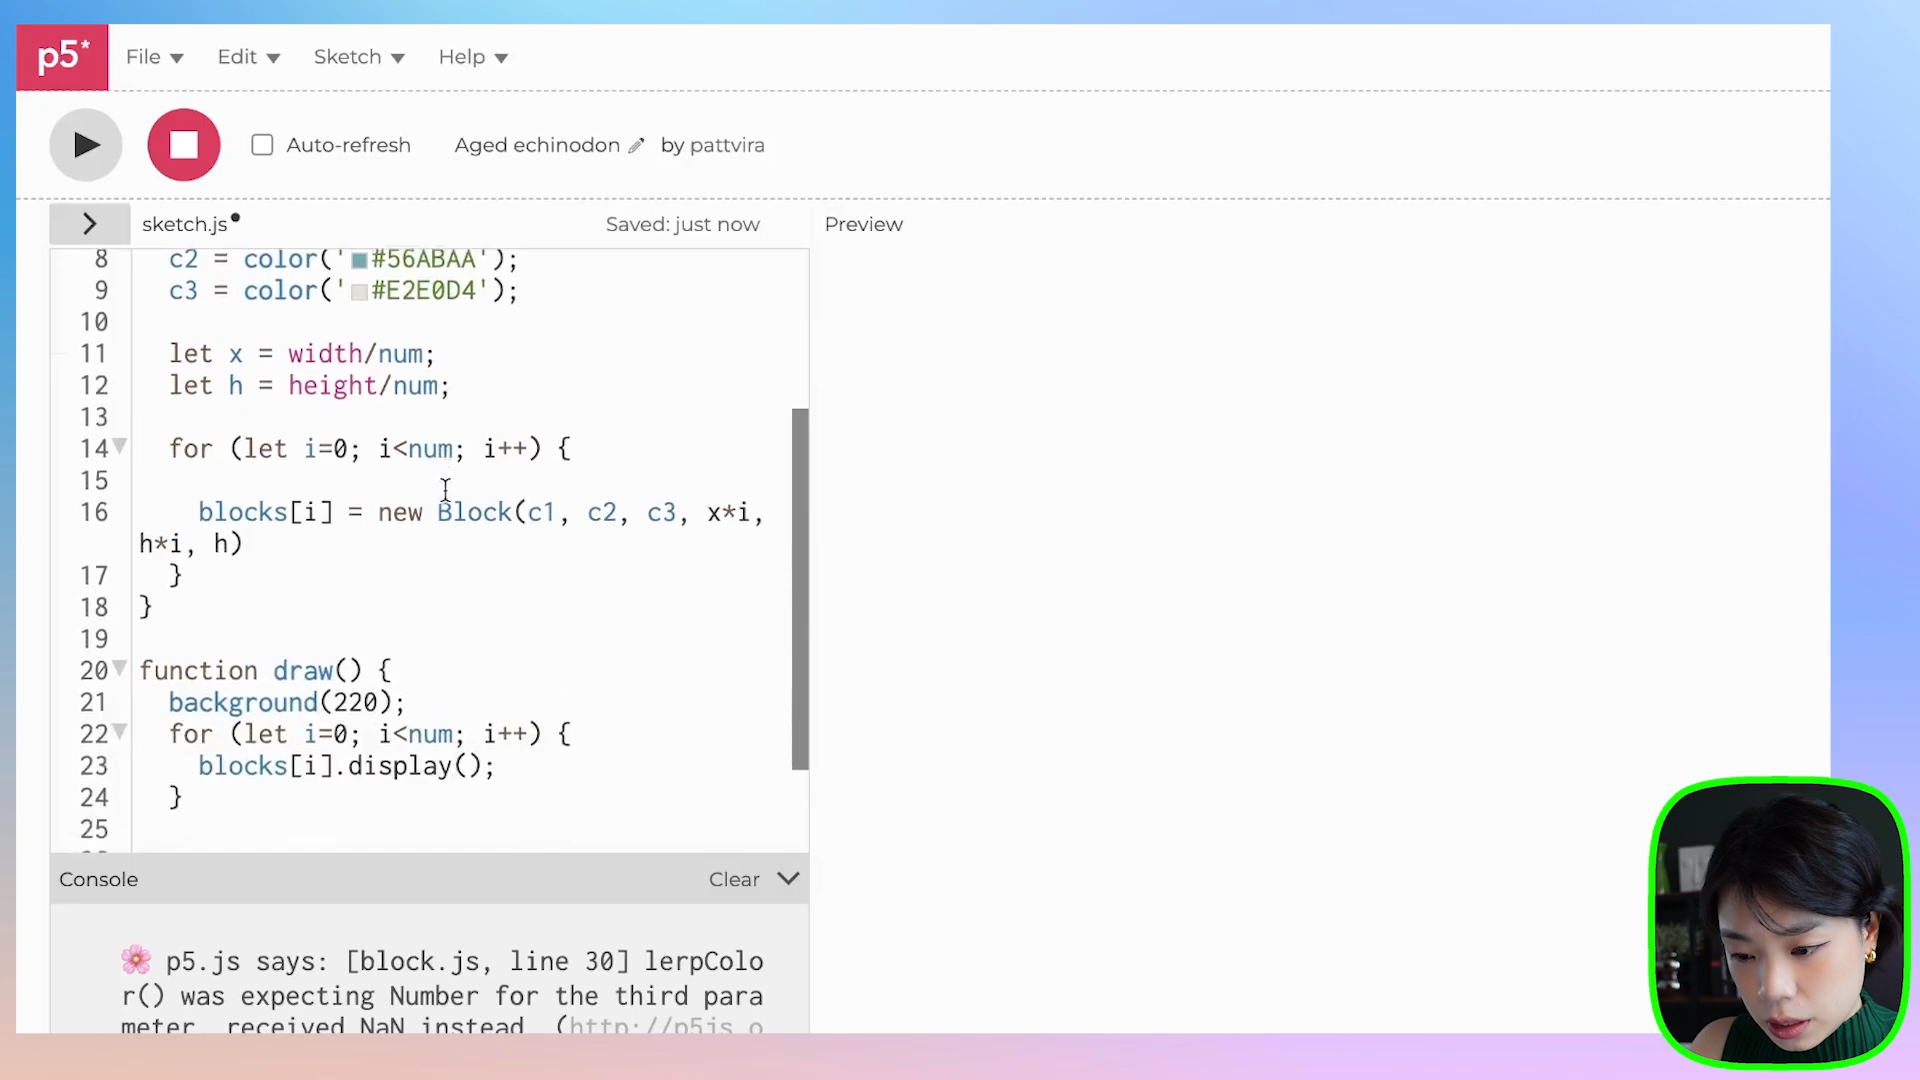 p5*
File Edit Sketch Help
Auto-refresh Aged echinodon by pattvira
sketch.js Saved: just now Preview
8 c2 = color('#56ABAA');
9 c3 = color('#E2E0D4');
10
11 let x = width/num;
12 let h = height/num;
13
14 for (let i=0; i<num; i++) {
15
16 blocks[i] = new Block(c1, c2, c3, x*i,
h*i, h)
17 }
18 }
19
20 function draw() {
21 background(220);
22 for (let i=0; i<num; i++) {
23 blocks[i].display();
24 }
25
Console Clear
🌸 p5.js says: [block.js, line 30] lerpColo
r() was expecting Number for the third para
meter, received NaN instead. (http://p5js.o